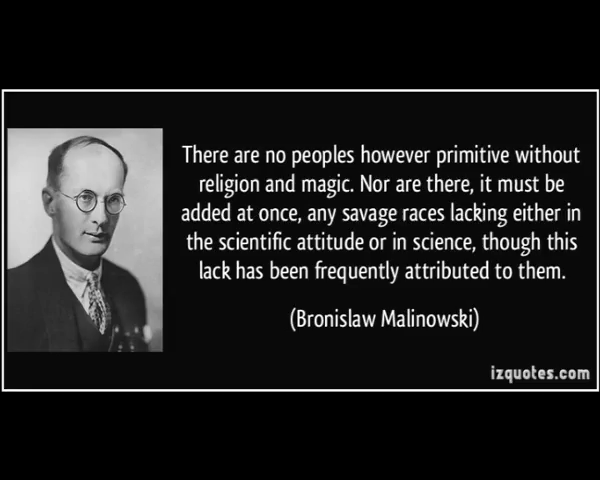 There are no peoples however primitive without
religion and magic. Nor are there, it must be
added at once, any savage races lacking either in
the scientific attitude or in science, though this
lack has been frequently attributed to them.
(Bronislaw Malinowski)
izquotes.com